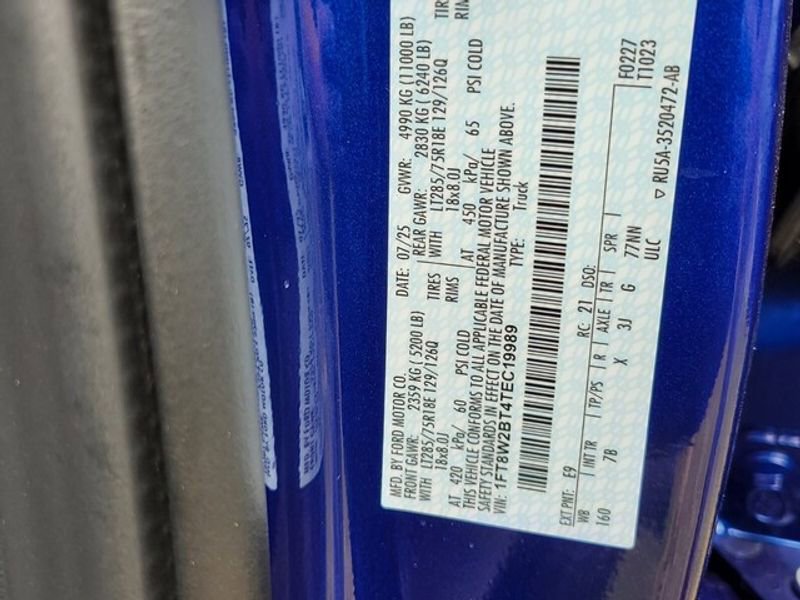 MFD. BY FORD MOTOR CO.
DATE: 07/25 GVWR: 4990 KG (11000 LB)
FRONT GAWR: 2359 KG ( 5200 LB)
REAR GAWR: 2830 KG ( 6240 LB)
WITH LT285/75R18E 129/126Q TIRES
WITH LT285/75R18E 129/126Q TIR
18x8.0J RIMS
18x8.0J RIM
AT 420 kPa/ 60 PSI COLD
AT 450 kPa/ 65 PSI COLD
THIS VEHICLE CONFORMS TO ALL APPLICABLE FEDERAL MOTOR VEHICLE
SAFETY STANDARDS IN EFFECT ON THE DATE OF MANUFACTURE SHOWN ABOVE.
VIN: 1FT8W2BT4TEC19989
TYPE: Truck
F0227
T1023
EXT PNT: E9 RC: 21 DSO:
WB INT TR TP/PS R AXLE TR SPR
160 7B X 3J G 77NN
ULC
▽ RU5A-3520472-AB